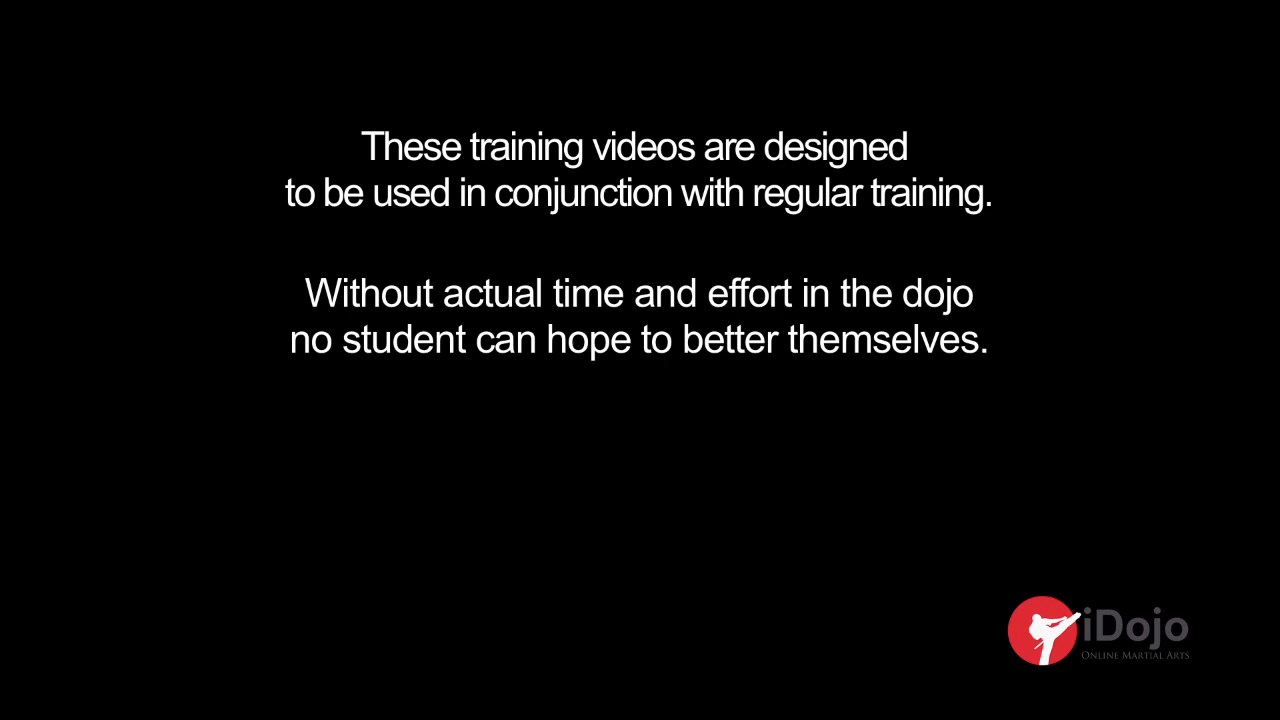 These training videos are designed
to be used in conjunction with regular training.
Without actual time and effort in the dojo
no student can hope to better themselves.
iDojo
Online Martial Arts